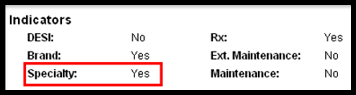 Indicators
DESI: No Rx: Yes
Brand: Yes Ext. Maintenance: No
Specialty: Yes Maintenance: No